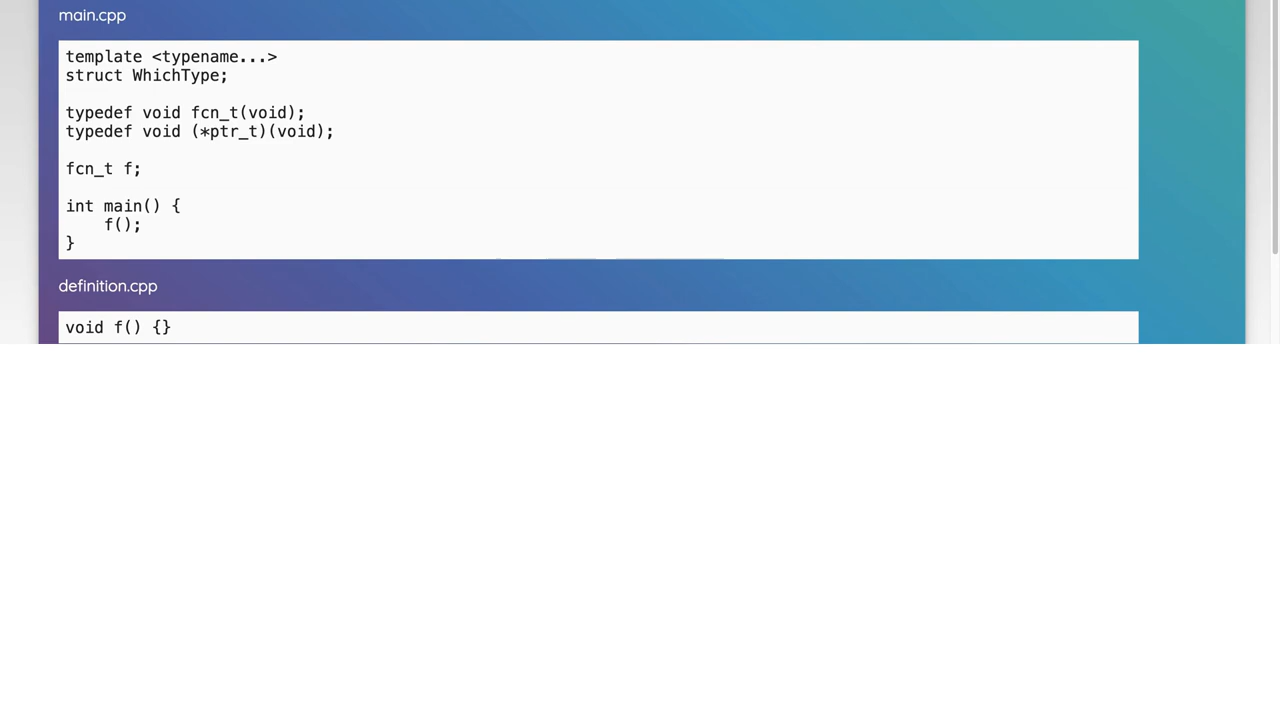 main.cpp
template <typename...>
struct WhichType;
typedef void fcn_t(void);
typedef void (*ptr_t)(void);
fcn_t f;
int main() {
    f();
}
definition.cpp
void f() {}